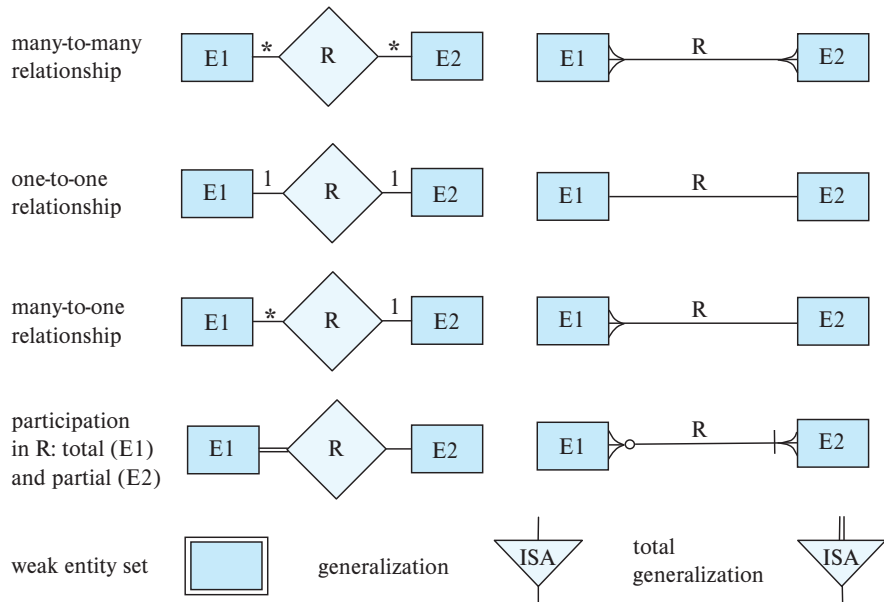 many-to-many
relationship
E1 * R * E2
E1 R E2
one-to-one
relationship
E1 1 R 1 E2
E1 R E2
many-to-one
relationship
E1 * R 1 E2
E1 R E2
participation
in R: total (E1)
and partial (E2)
E1 R E2
E1 R E2
weak entity set
generalization
ISA
total
generalization
ISA